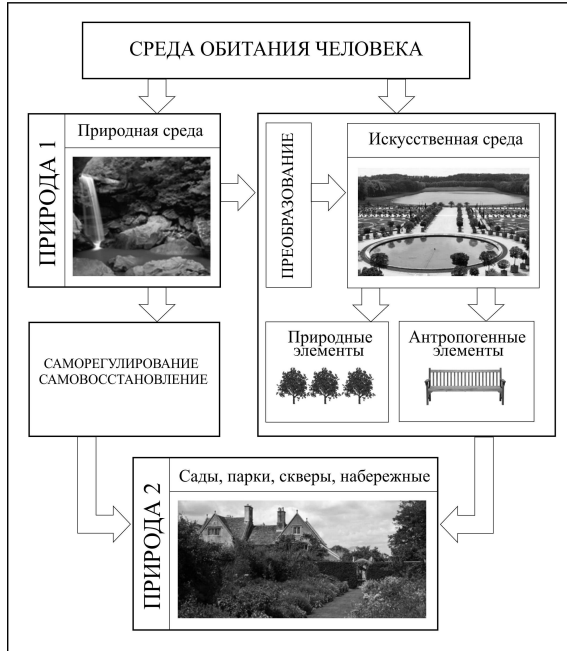 СРЕДА ОБИТАНИЯ ЧЕЛОВЕКА
ПРИРОДА 1
Природная среда
ПРЕОБРАЗОВАНИЕ
Искусственная среда
САМОРЕГУЛИРОВАНИЕ
САМОВОССТАНОВЛЕНИЕ
Природные
элементы
Антропогенные
элементы
ПРИРОДА 2
Сады, парки, скверы, набережные